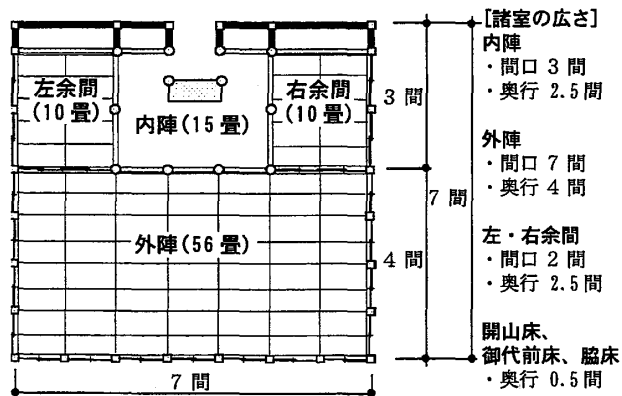 左余間
(10畳)
内陣(15畳)
右余間
(10畳)
外陣(56畳)
3 間
4 間
7 間
7 間
[諸室の広さ]
内陣
・間口 3 間
・奥行 2.5間
外陣
・間口 7 間
・奥行 4 間
左・右余間
・間口 2 間
・奥行 2.5間
開山床、
御代前床、脇床
・奥行 0.5間